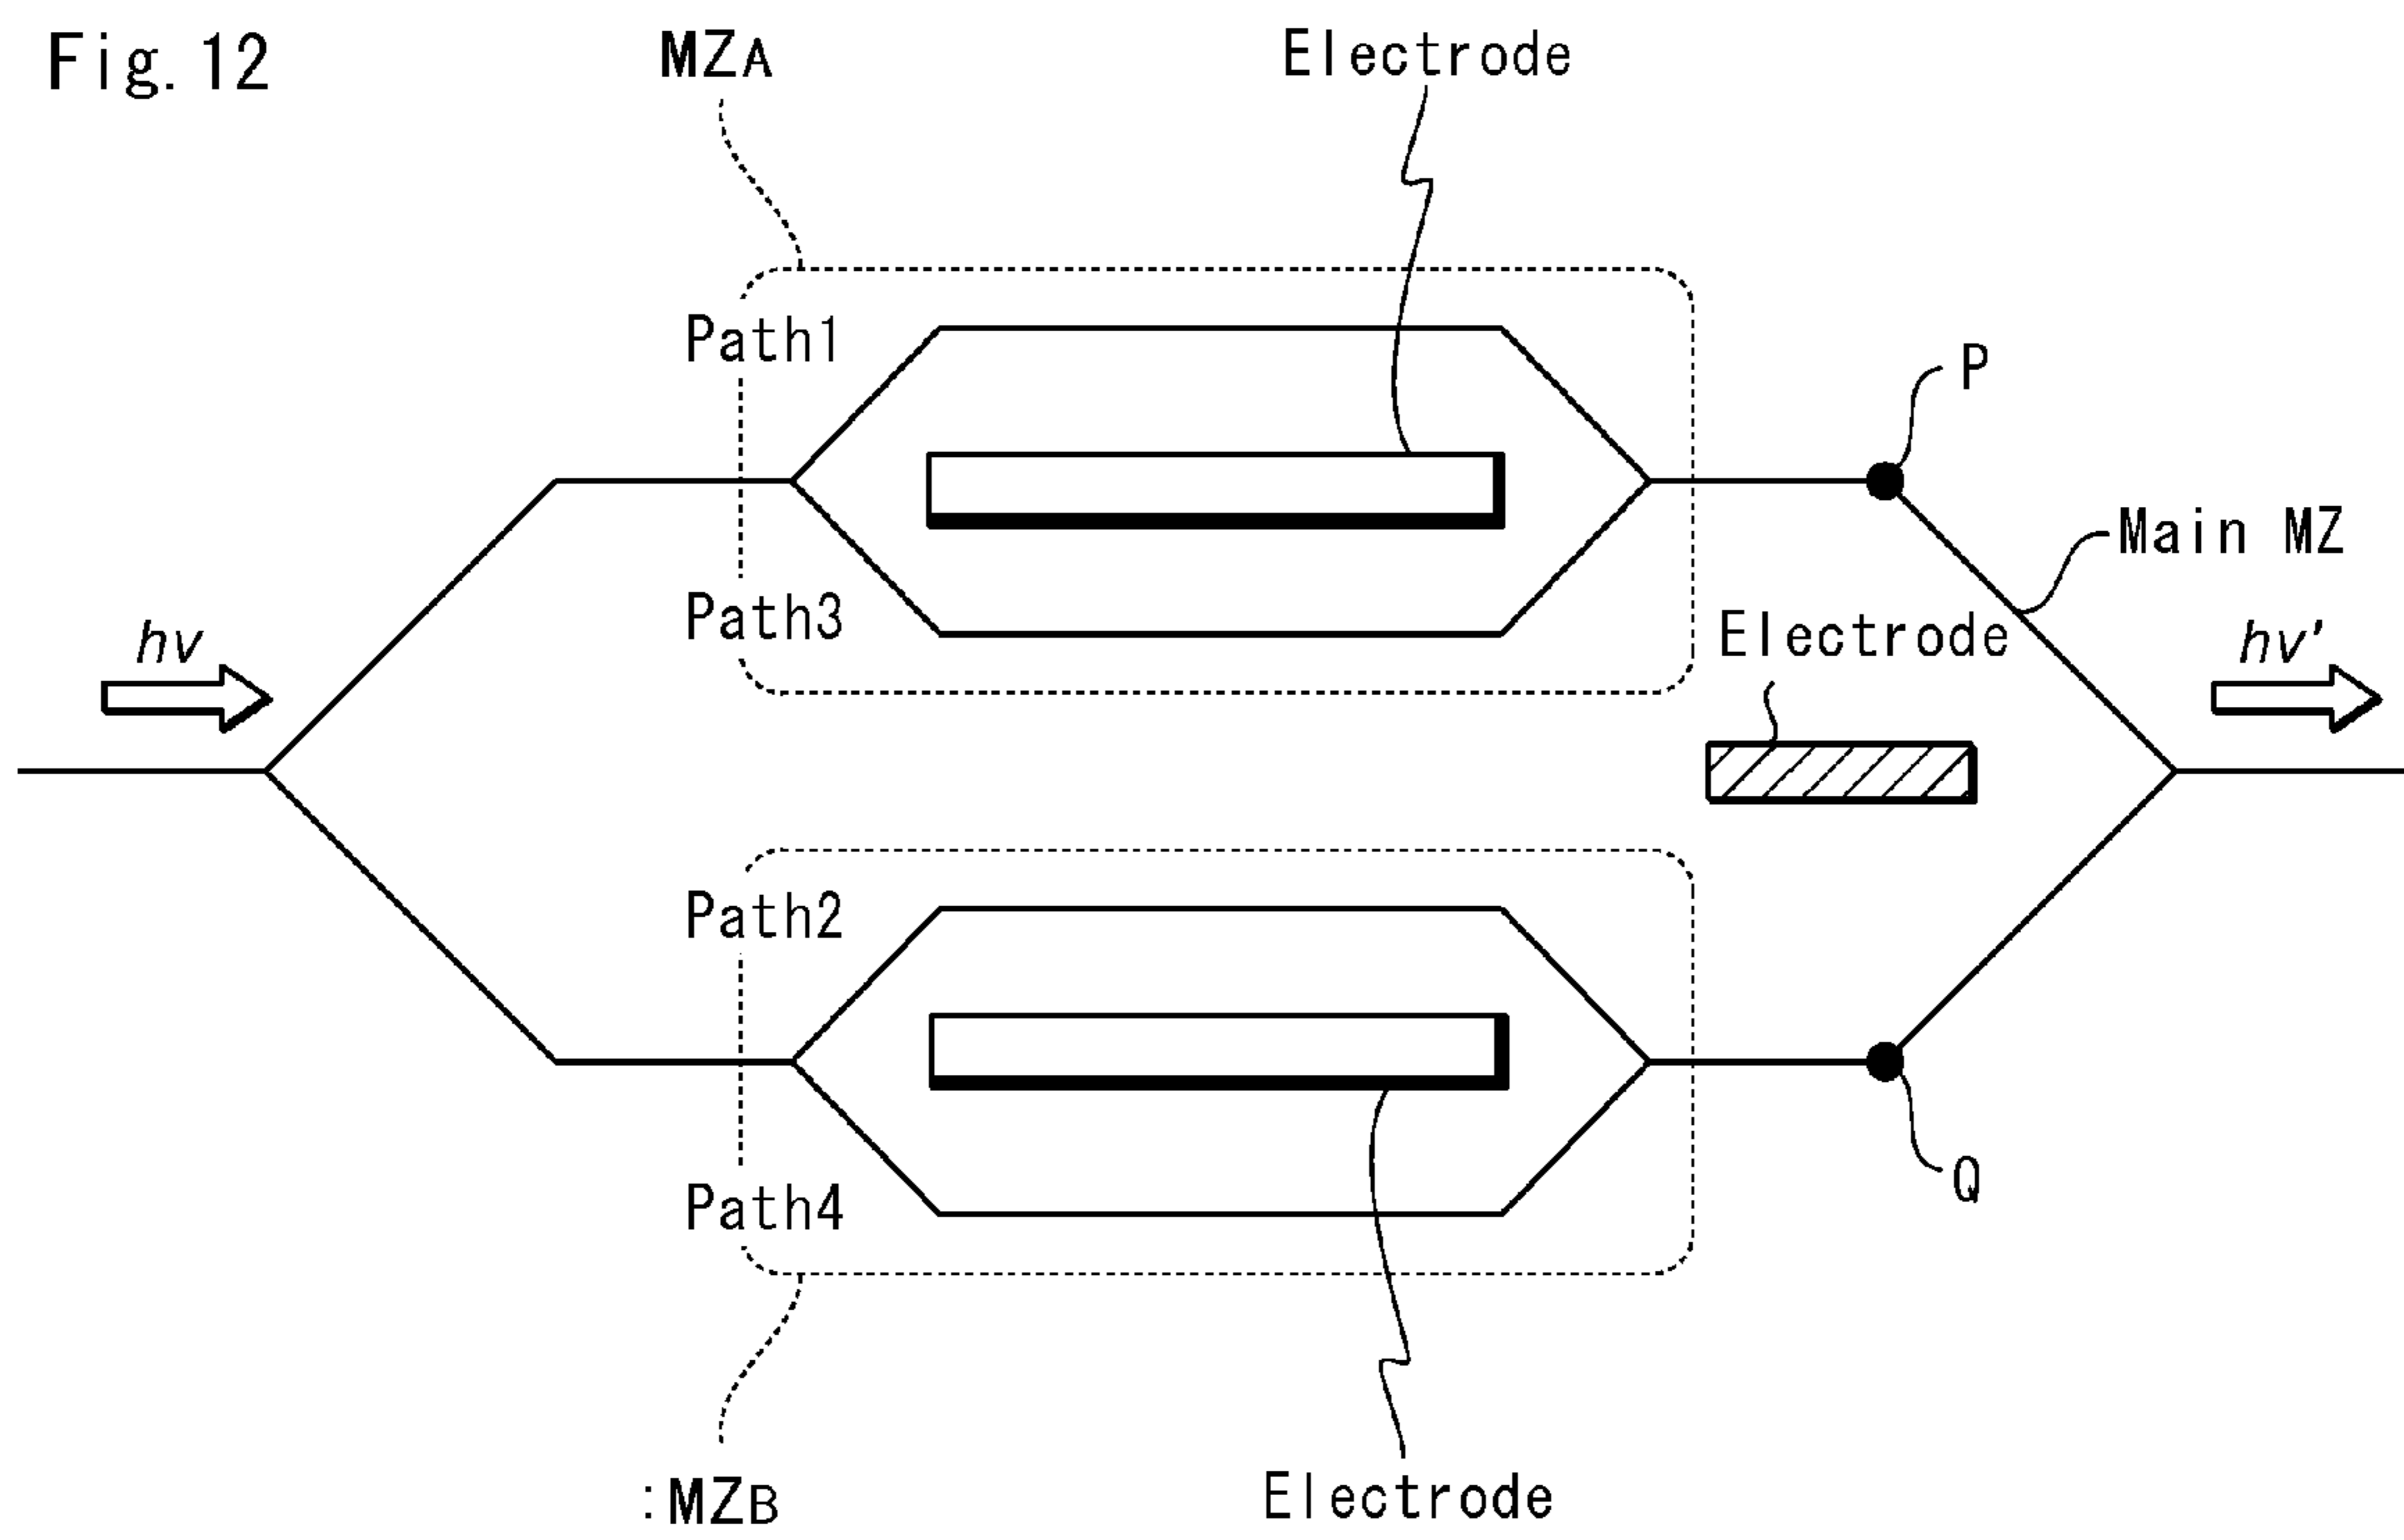 Fig.12
MZA
Electrode
Path1
P
Main MZ
Path3
Electrode
hν
hν'
Path2
Path4
Q
:MZB
Electrode